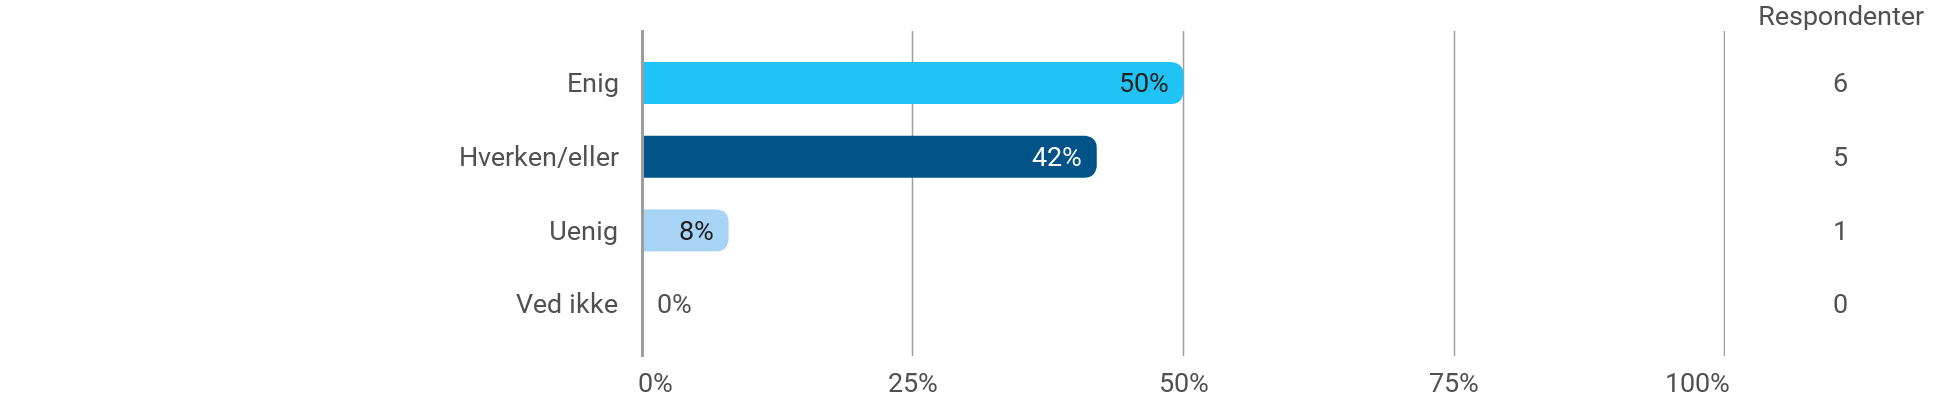 Respondenter
Enig 50% 6
Hverken/eller 42% 5
Uenig 8% 1
Ved ikke 0% 0
0% 25% 50% 75% 100%